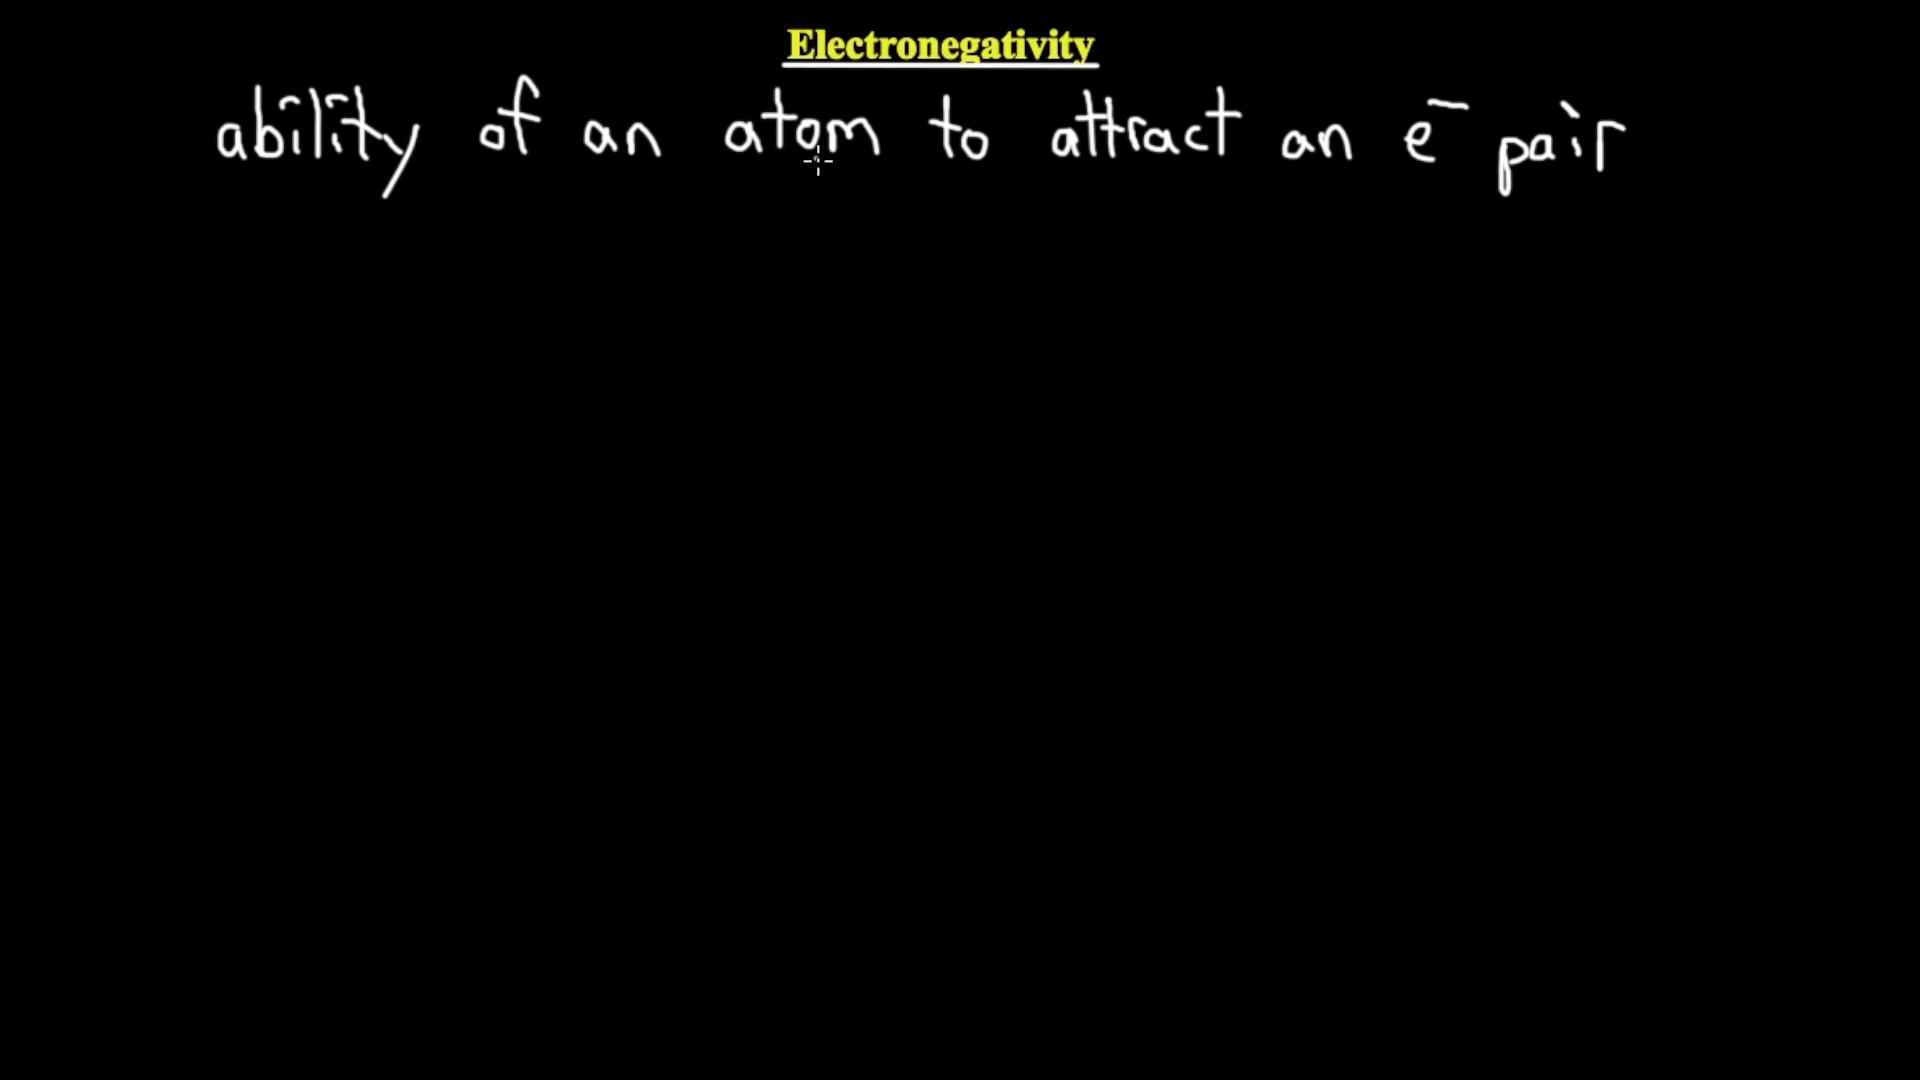 Electronegativity
ability of an atom to attract an e⁻ pair